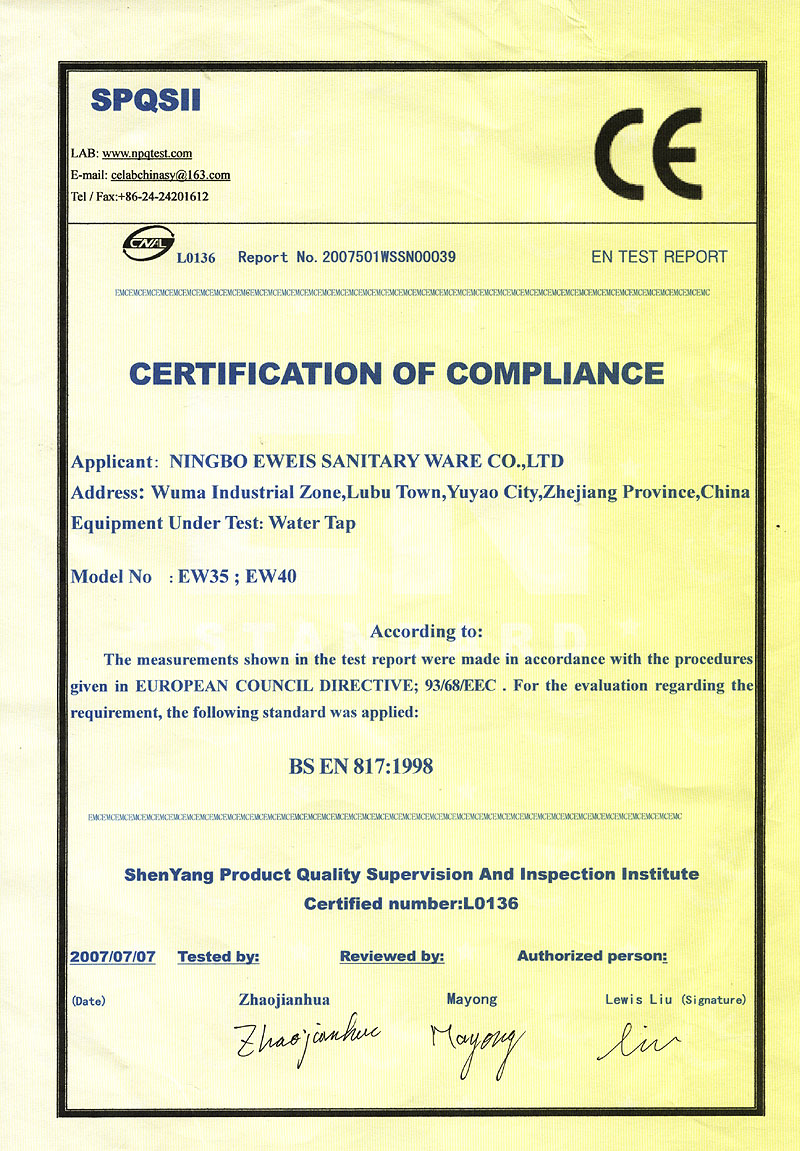 SPQSII
CE
LAB: www.npqtest.com
E-mail: celabchinasy@163.com
Tel / Fax:+86-24-24201612
CNAL L0136 Report No. 2007501WSSN00039 EN TEST REPORT
CERTIFICATION OF COMPLIANCE
Applicant: NINGBO EWEIS SANITARY WARE CO.,LTD
Address: Wuma Industrial Zone,Lubu Town,Yuyao City,Zhejiang Province,China
Equipment Under Test: Water Tap
Model No : EW35 ; EW40
STANDARD
According to:
The measurements shown in the test report were made in accordance with the procedures
given in EUROPEAN COUNCIL DIRECTIVE; 93/68/EEC . For the evaluation regarding the
requirement, the following standard was applied:
BS EN 817:1998
ShenYang Product Quality Supervision And Inspection Institute
Certified number:L0136
2007/07/07 Tested by: Reviewed by: Authorized person:
(Date) Zhaojianhua Mayong Lewis Liu (Signature)
Zhaojianhua Mayong liu